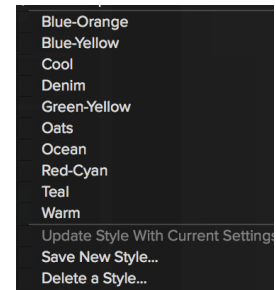 Blue-Orange
Blue-Yellow
Cool
Denim
Green-Yellow
Oats
Ocean
Red-Cyan
Teal
Warm
Update Style With Current Settings
Save New Style...
Delete a Style...